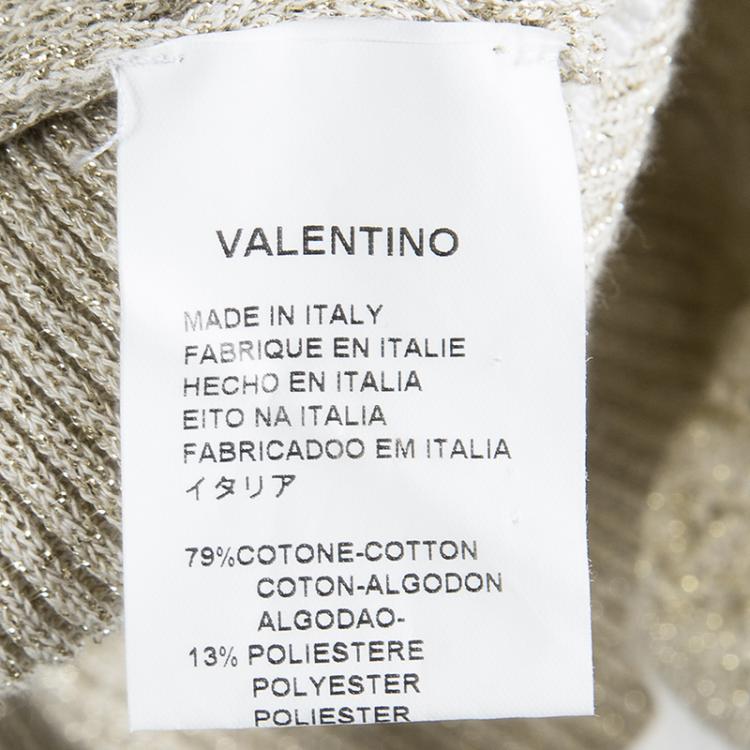 VALENTINO
MADE IN ITALY
FABRIQUE EN ITALIE
HECHO EN ITALIA
EITO NA ITALIA
FABRICADOO EM ITALIA
イタリア
79%COTONE-COTTON
COTON-ALGODON
ALGODAO-
13% POLIESTERE
POLYESTER
POLIESTER